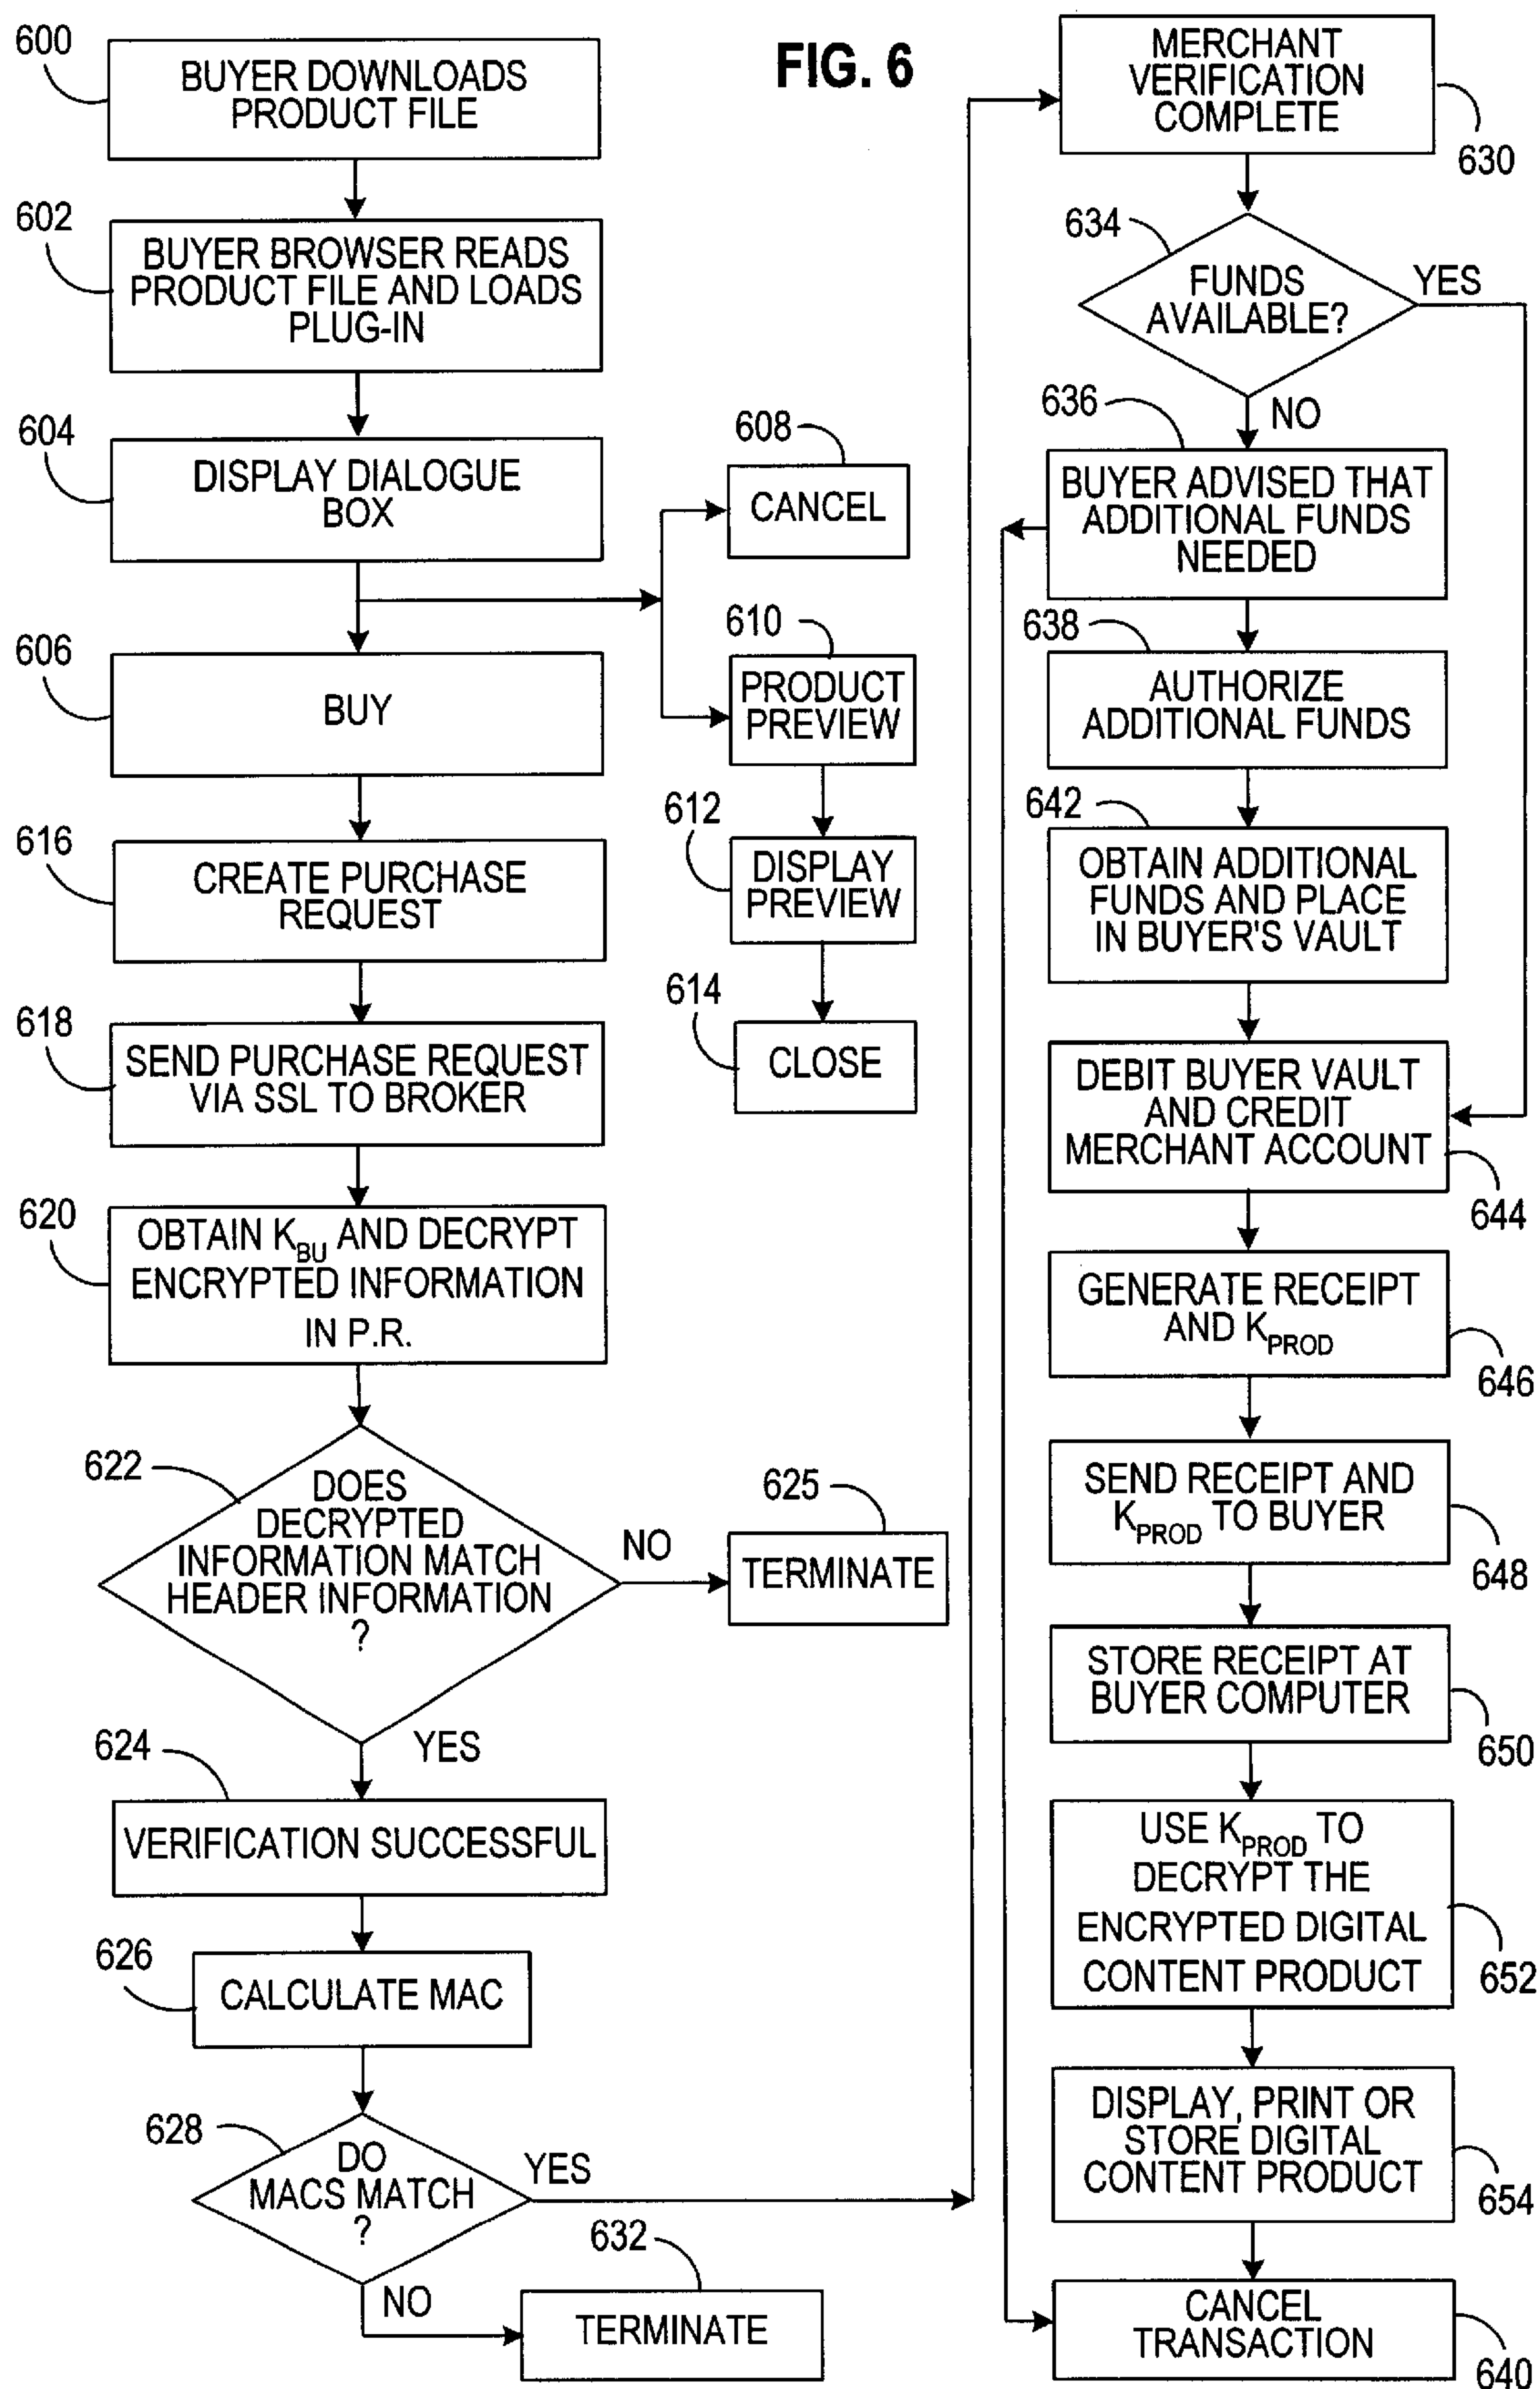 FIG. 6
600
BUYER DOWNLOADS
PRODUCT FILE
602
BUYER BROWSER READS
PRODUCT FILE AND LOADS
PLUG-IN
604
DISPLAY DIALOGUE
BOX
606
BUY
608
CANCEL
610
PRODUCT
PREVIEW
612
DISPLAY
PREVIEW
614
CLOSE
616
CREATE PURCHASE
REQUEST
618
SEND PURCHASE REQUEST
VIA SSL TO BROKER
620
OBTAIN KBU AND DECRYPT
ENCRYPTED INFORMATION
IN P.R.
622
DOES
DECRYPTED
INFORMATION MATCH
HEADER INFORMATION
?
NO
625
TERMINATE
YES
624
VERIFICATION SUCCESSFUL
626
CALCULATE MAC
628
DO
MACS MATCH
?
YES
NO
632
TERMINATE
MERCHANT
VERIFICATION
COMPLETE
630
634
FUNDS
AVAILABLE?
YES
NO
636
BUYER ADVISED THAT
ADDITIONAL FUNDS
NEEDED
638
AUTHORIZE
ADDITIONAL FUNDS
642
OBTAIN ADDITIONAL
FUNDS AND PLACE
IN BUYER'S VAULT
DEBIT BUYER VAULT
AND CREDIT
MERCHANT ACCOUNT
644
GENERATE RECEIPT
AND KPROD
646
SEND RECEIPT AND
KPROD TO BUYER
648
STORE RECEIPT AT
BUYER COMPUTER
650
USE KPROD TO
DECRYPT THE
ENCRYPTED DIGITAL
CONTENT PRODUCT
652
DISPLAY, PRINT OR
STORE DIGITAL
CONTENT PRODUCT
654
CANCEL
TRANSACTION
640